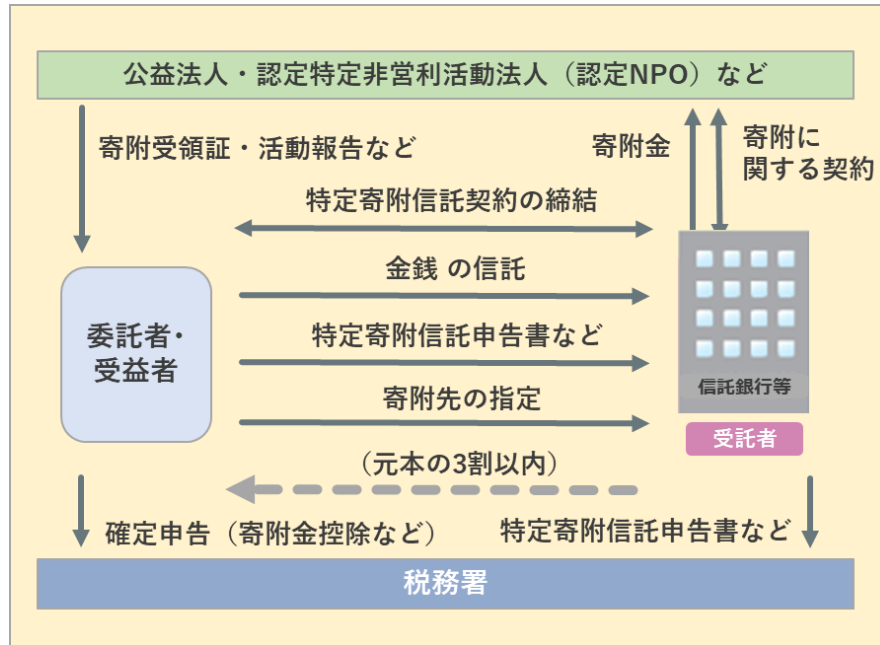 公益法人・認定特定非営利活動法人（認定NPO）など
寄附受領証・活動報告など
寄附金
寄附に
関する契約
特定寄附信託契約の締結
金銭 の信託
委託者・
受益者
特定寄附信託申告書など
信託銀行等
寄附先の指定
受託者
（元本の3割以内）
確定申告（寄附金控除など）
特定寄附信託申告書など
税務署